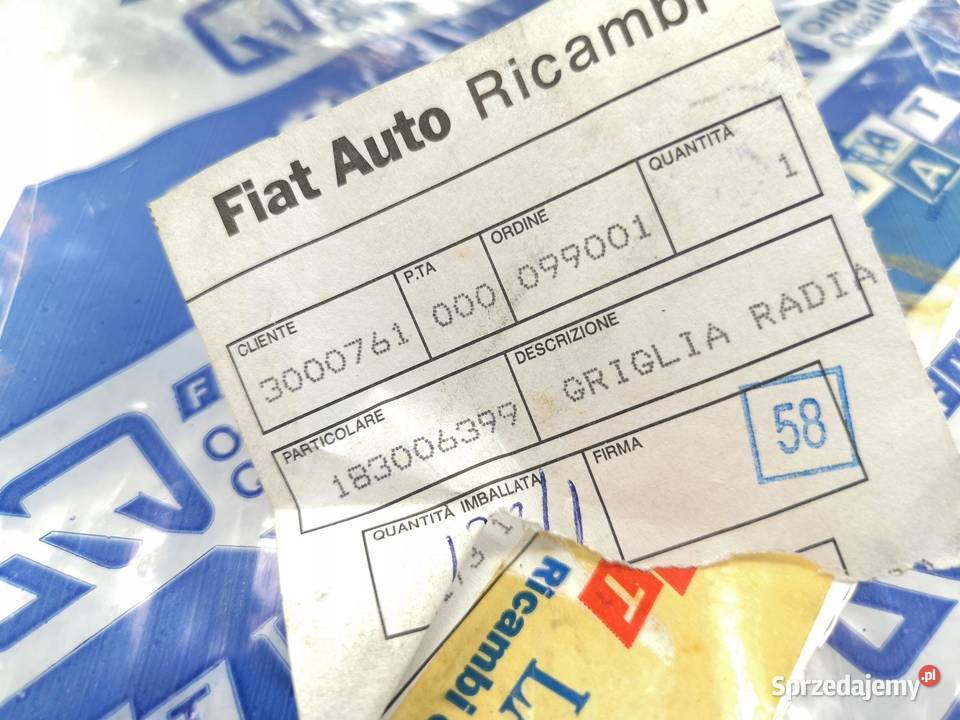 Fiat Auto Ricambi
CLIENTE P.TA ORDINE QUANTITÀ
3000761 000 099001 1
PARTICOLARE DESCRIZIONE
183006399 GRIGLIA RADIA
QUANTITÀ IMBALLATA FIRMA
58
Ricambi
Sprzedajemy.pl